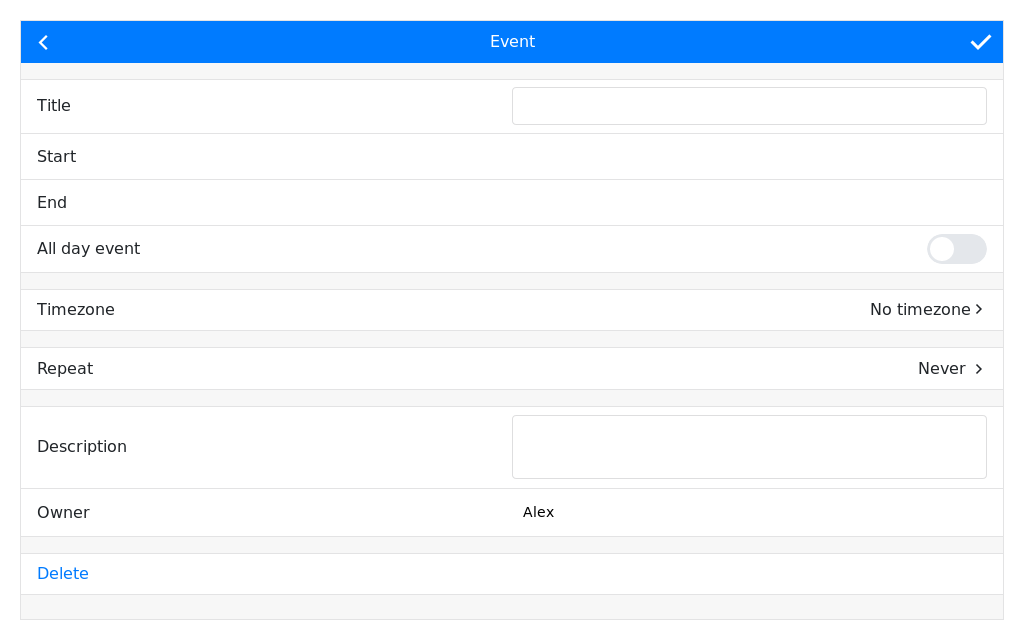 Event
Title
Start
End
All day event
Timezone No timezone
Repeat Never
Description
Owner Alex
Delete